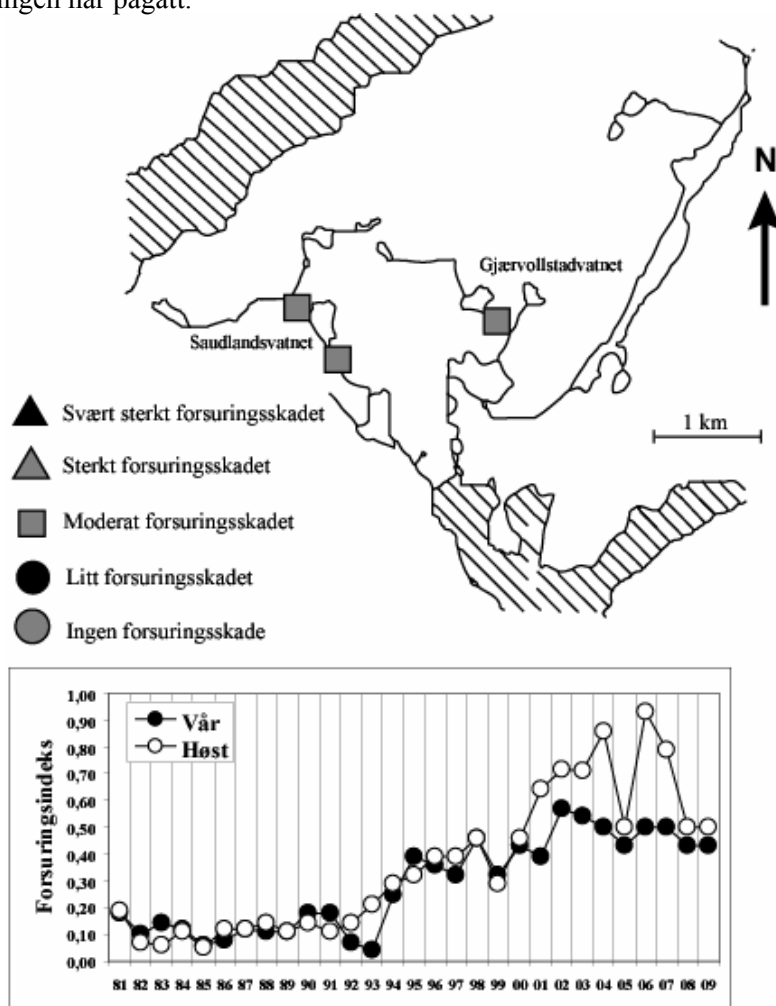 ingen har pågått.
N
Gjærvollstadvatnet
Saudlandsvatnet
1 km
Svært sterkt forsuringsskadet
Sterkt forsuringsskadet
Moderat forsuringsskadet
Litt forsuringsskadet
Ingen forsuringsskade
Forsuringsindeks
1,00
0,90
0,80
0,70
0,60
0,50
0,40
0,30
0,20
0,10
0,00
Vår
Høst
81 82 83 84 85 86 87 88 89 90 91 92 93 94 95 96 97 98 99 00 01 02 03 04 05 06 07 08 09